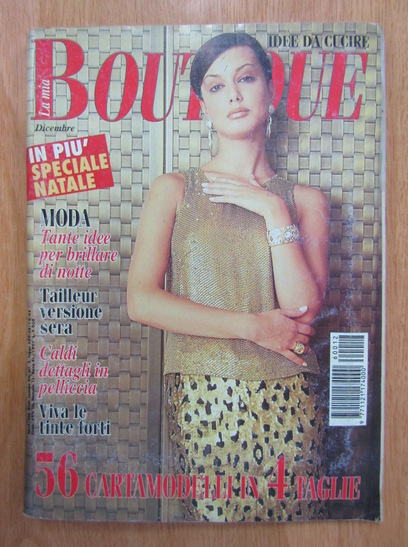 IDEE DA CUCIRE
La mia
BOUTIQUE
Dicembre
IN PIU'
SPECIALE
NATALE
MODA
Tante idee
per brillare
di notte
Tailleur
versione
sera
Caldi
dettagli in
pelliccia
Viva le
tinte forti
60012
56 CARTAMODELLI IN 4 TAGLIE